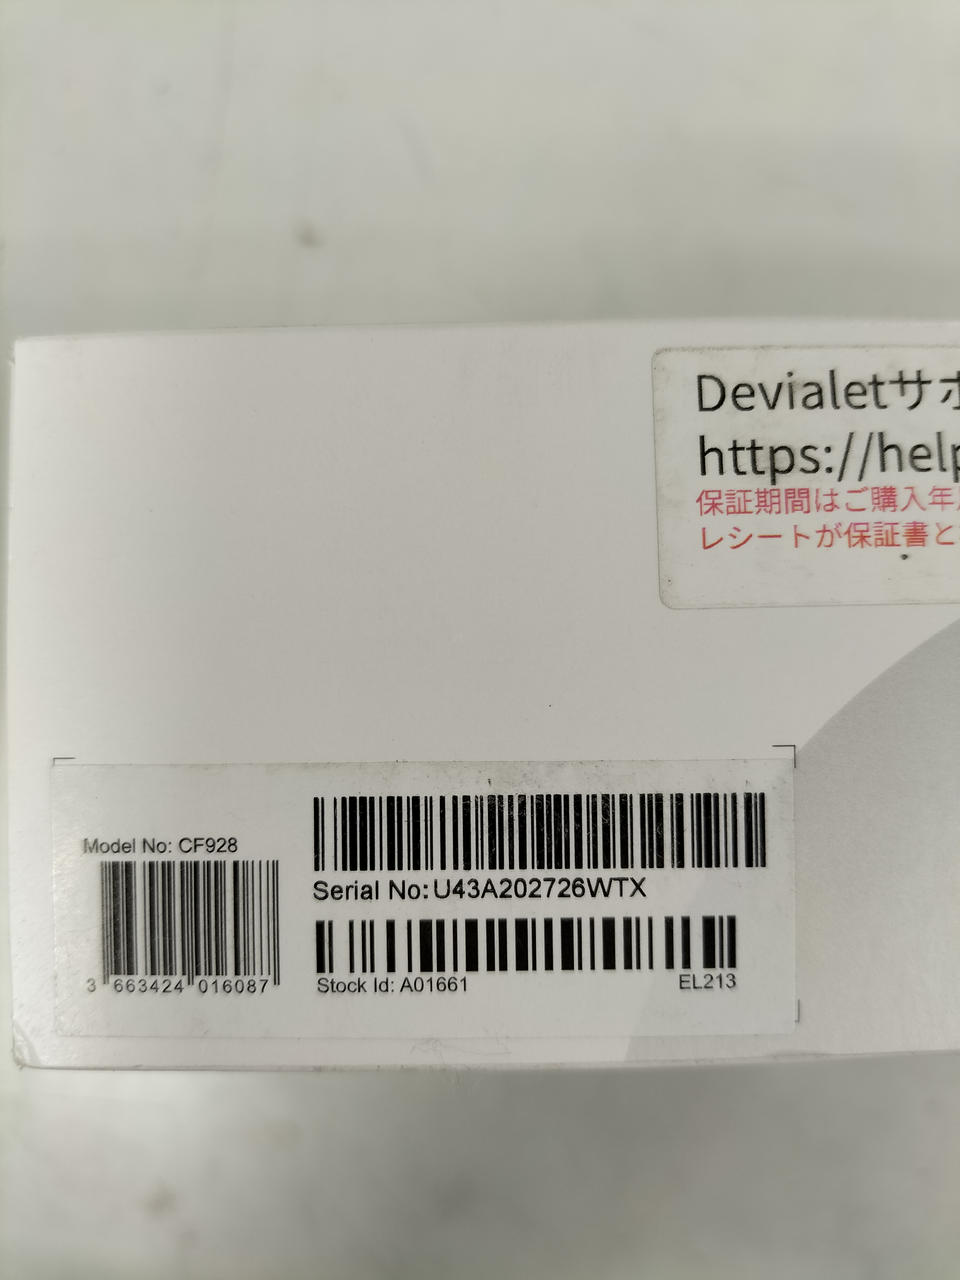 Devialetサポ
https://help
保証期間はご購入年
レシートが保証書と
Model No: CF928
3 663424 016087
Serial No:U43A202726WTX
Stock Id: A01661
EL213